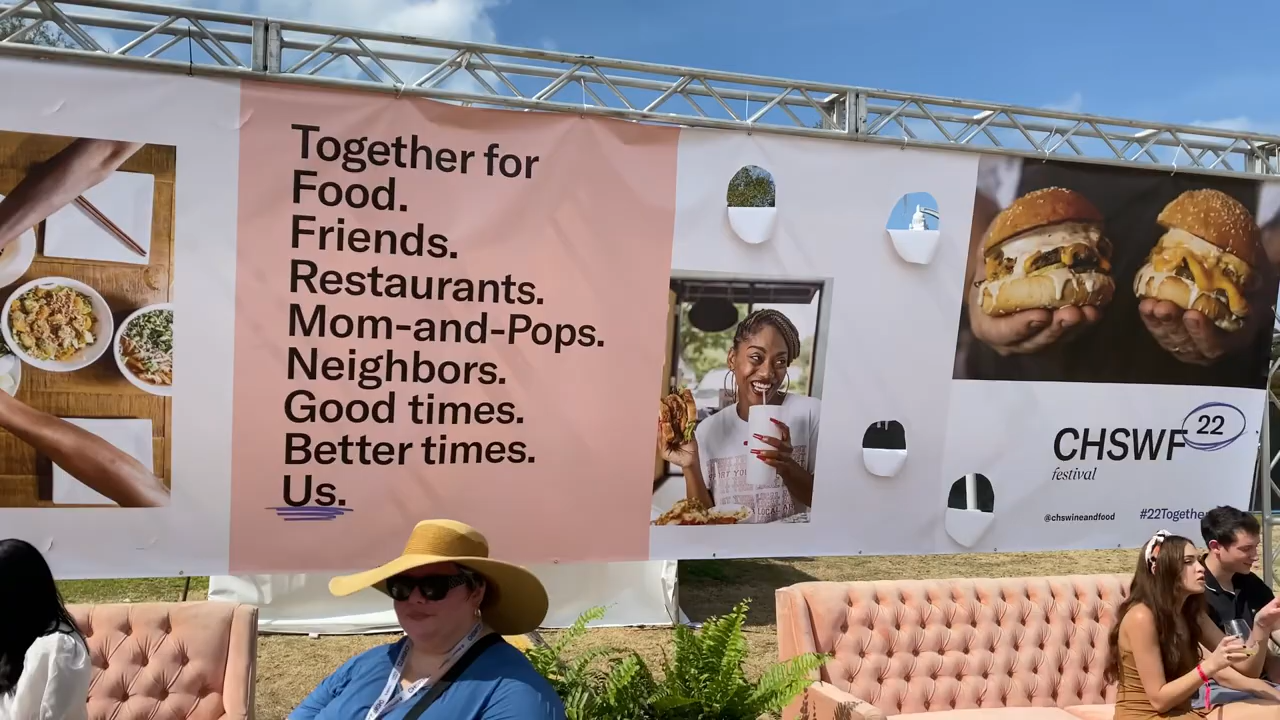 Together for
Food.
Friends.
Restaurants.
Mom-and-Pops.
Neighbors.
Good times.
Better times.
Us.
CHSWF 22
festival
@chswineandfood #22Together